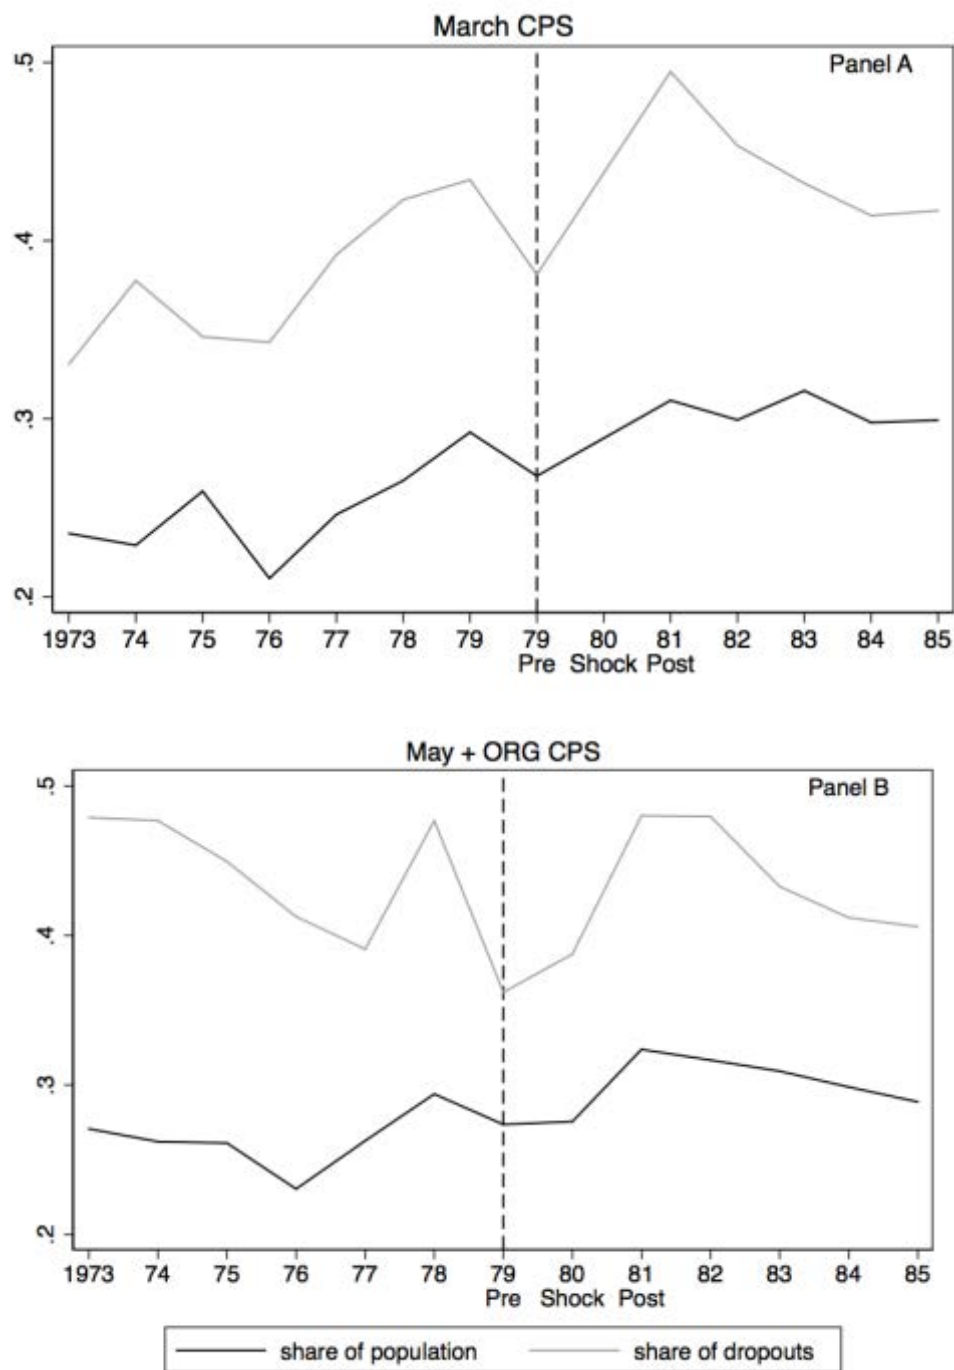 March CPS
Panel A
.5
.4
.3
.2
1973 74 75 76 77 78 79 79 80 81 82 83 84 85
Pre Shock Post
May + ORG CPS
Panel B
.5
.4
.3
.2
1973 74 75 76 77 78 79 80 81 82 83 84 85
Pre Shock Post
share of population share of dropouts